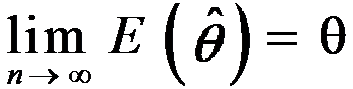 lim n → ∞ E ( θ̂ ) = θ